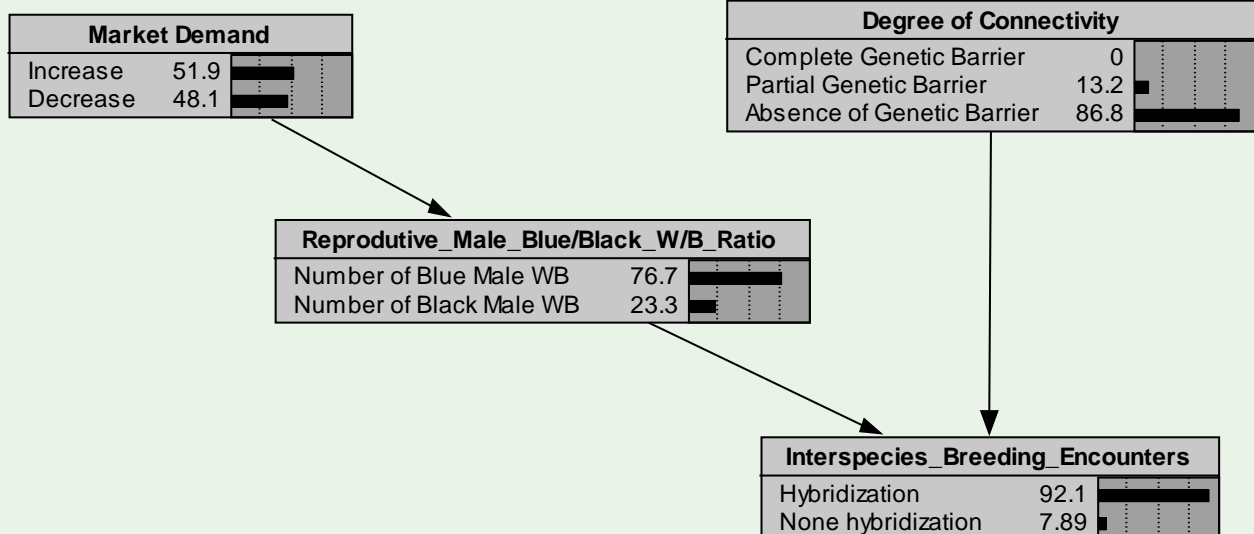 Market Demand
Increase 51.9
Decrease 48.1
Degree of Connectivity
Complete Genetic Barrier 0
Partial Genetic Barrier 13.2
Absence of Genetic Barrier 86.8
Reprodutive_Male_Blue/Black_W/B_Ratio
Number of Blue Male WB 76.7
Number of Black Male WB 23.3
Interspecies_Breeding_Encounters
Hybridization 92.1
None hybridization 7.89